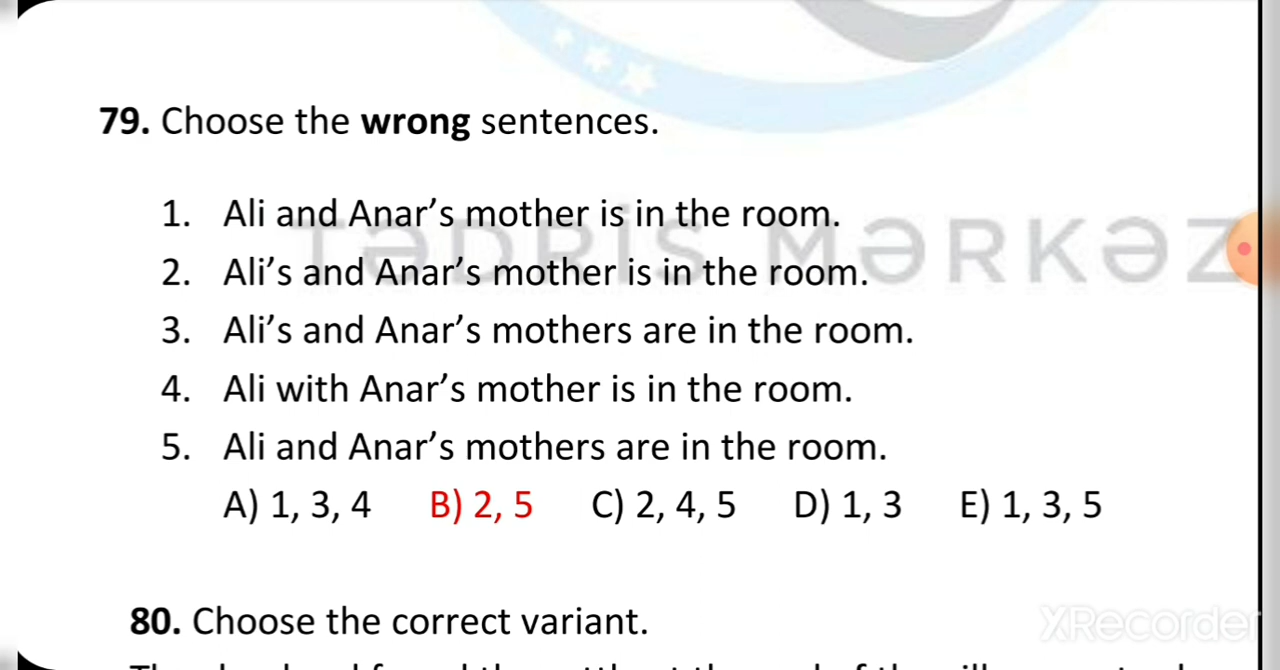 79. Choose the wrong sentences.
TƏDRİS MƏRKƏZ
1. Ali and Anar’s mother is in the room.
2. Ali’s and Anar’s mother is in the room.
3. Ali’s and Anar’s mothers are in the room.
4. Ali with Anar’s mother is in the room.
5. Ali and Anar’s mothers are in the room.
A) 1, 3, 4 B) 2, 5 C) 2, 4, 5 D) 1, 3 E) 1, 3, 5
80. Choose the correct variant.
XRecorder